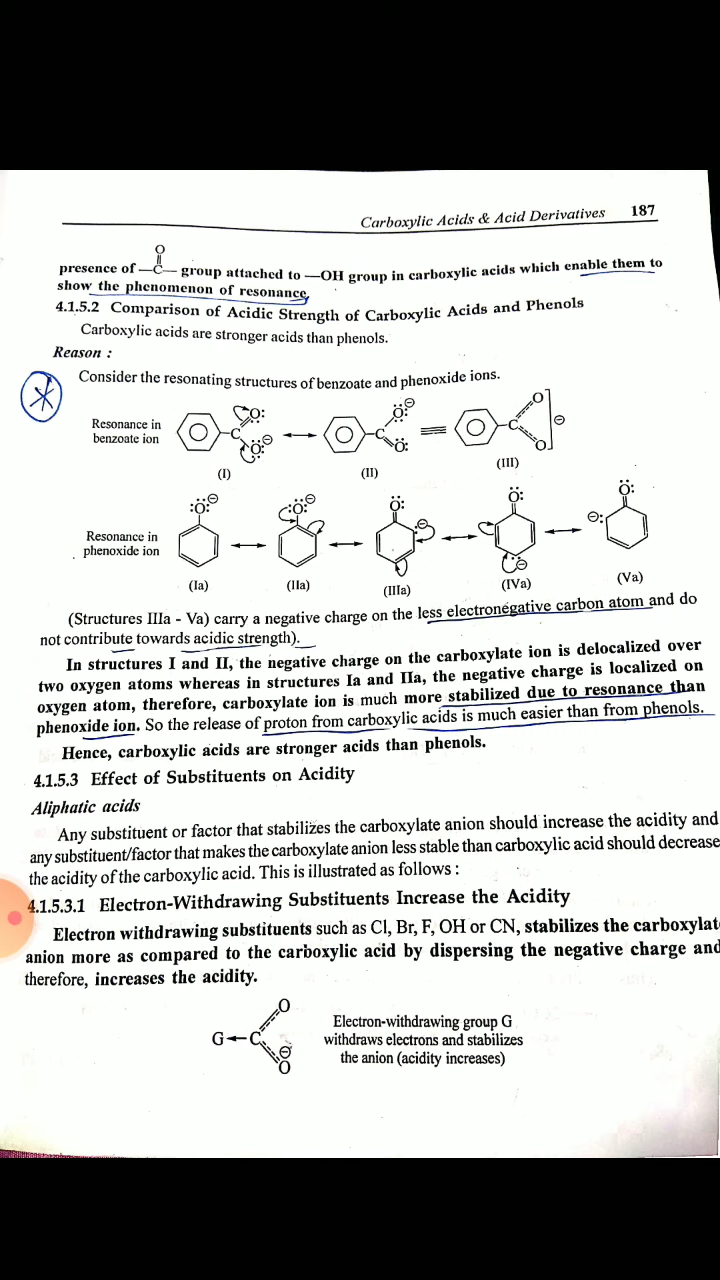 Carboxylic Acids & Acid Derivatives 187
O
presence of —C— group attached to —OH group in carboxylic acids which enable them to
show the phenomenon of resonance.
4.1.5.2 Comparison of Acidic Strength of Carboxylic Acids and Phenols
Carboxylic acids are stronger acids than phenols.
Reason :
Consider the resonating structures of benzoate and phenoxide ions.
Resonance in
benzoate ion
C
O:
:O:⊖
C
:O:⊖
O:
C
O
O
⊖
(I) (II) (III)
Resonance in
phenoxide ion
:O:⊖
:O:⊖
O:
⊖
O:
⊖
O:
⊖:
(Ia) (IIa) (IIIa) (IVa) (Va)
(Structures IIIa - Va) carry a negative charge on the less electronegative carbon atom and do
not contribute towards acidic strength).
In structures I and II, the negative charge on the carboxylate ion is delocalized over
two oxygen atoms whereas in structures Ia and IIa, the negative charge is localized on
oxygen atom, therefore, carboxylate ion is much more stabilized due to resonance than
phenoxide ion. So the release of proton from carboxylic acids is much easier than from phenols.
Hence, carboxylic acids are stronger acids than phenols.
4.1.5.3 Effect of Substituents on Acidity
Aliphatic acids
Any substituent or factor that stabilizes the carboxylate anion should increase the acidity and
any substituent/factor that makes the carboxylate anion less stable than carboxylic acid should decrease
the acidity of the carboxylic acid. This is illustrated as follows :
4.1.5.3.1 Electron-Withdrawing Substituents Increase the Acidity
Electron withdrawing substituents such as Cl, Br, F, OH or CN, stabilizes the carboxylat
anion more as compared to the carboxylic acid by dispersing the negative charge and
therefore, increases the acidity.
O
G←C
⊖
O
Electron-withdrawing group G
withdraws electrons and stabilizes
the anion (acidity increases)